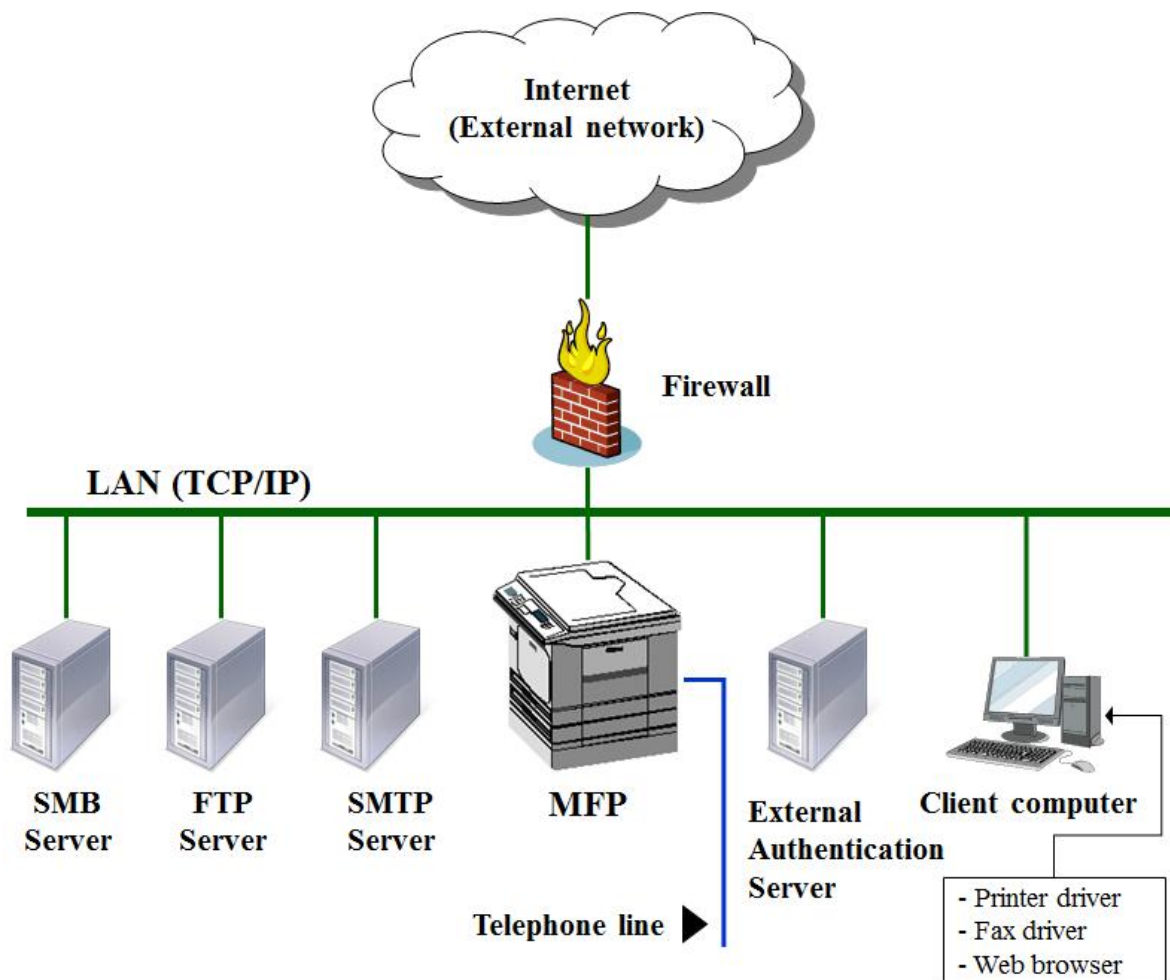 Internet
(External network)
Firewall
LAN (TCP/IP)
SMB
Server
FTP
Server
SMTP
Server
MFP
External
Authentication
Server
Client computer
Telephone line
- Printer driver
- Fax driver
- Web browser